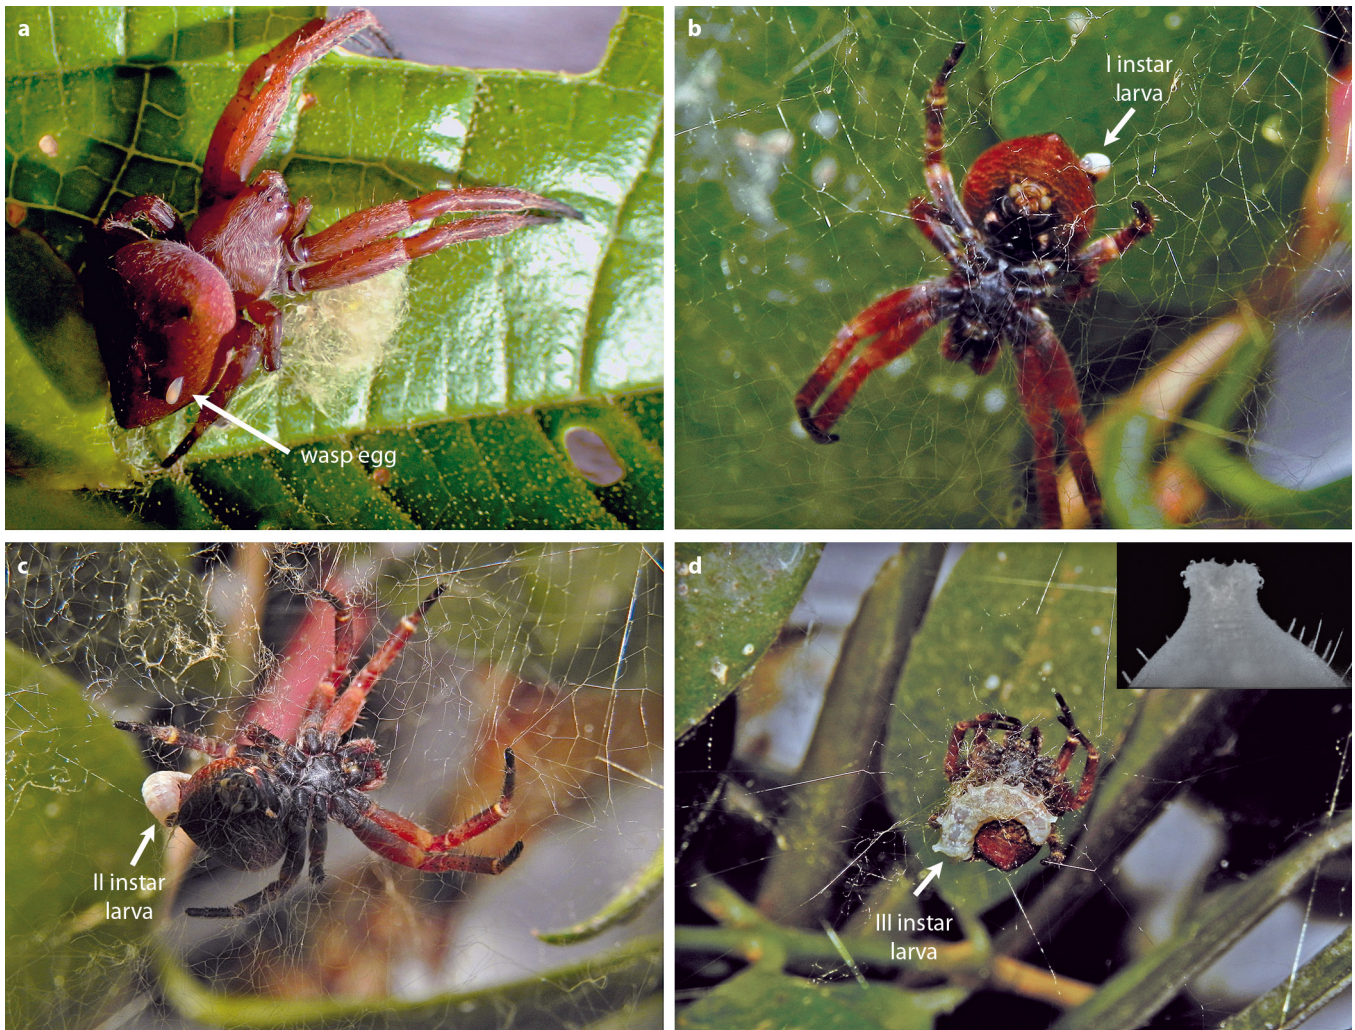 a
wasp egg
b
I instar
larva
c
II instar
larva
d
III instar
larva